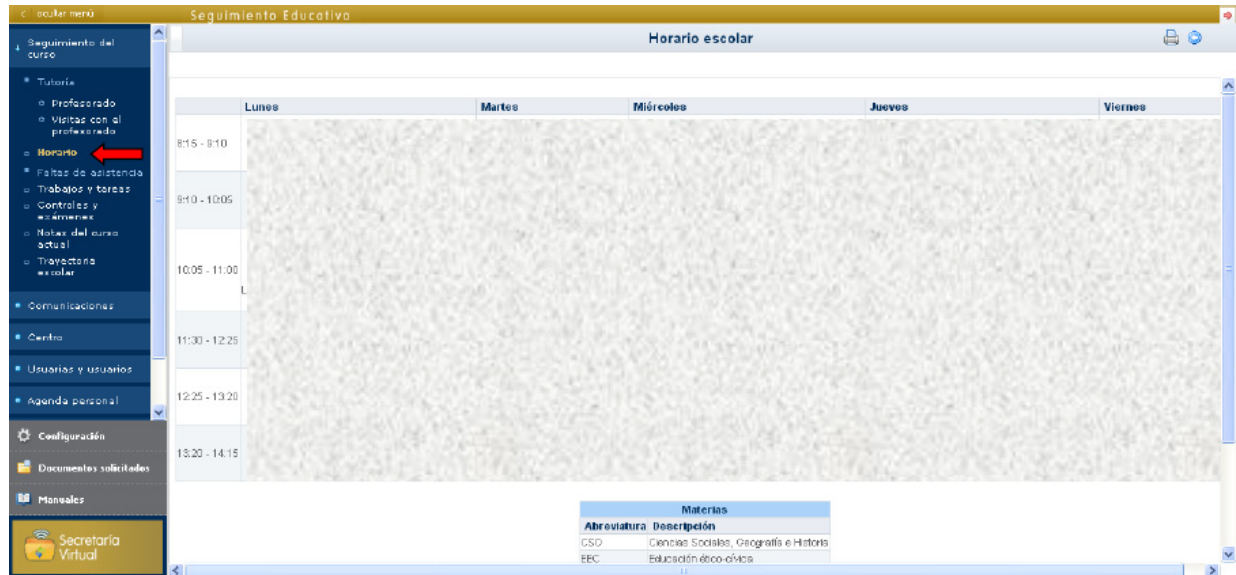 ocultar menú
Seguimiento Educativo
Seguimiento del
curso
Tutoría
Profesorado
Visitas con el
profesorado
Horario
Faltas de asistencia
Trabajos y tareas
Controles y
exámenes
Notas del curso
actual
Trayectoria
escolar
Comunicaciones
Centro
Usuarias y usuarios
Agenda personal
Configuración
Documentos solicitados
Manuales
Secretaría
Virtual
Horario escolar
Lunes Martes Miércoles Jueves Viernes
8:15 - 9:10
9:10 - 10:05
10:05 - 11:00
L
11:30 - 12:25
12:25 - 13:20
13:20 - 14:15
Materias
Abreviatura Descripción
CSO Ciencias Sociales, Geografía e Historia
EEC Educación ético-cívica